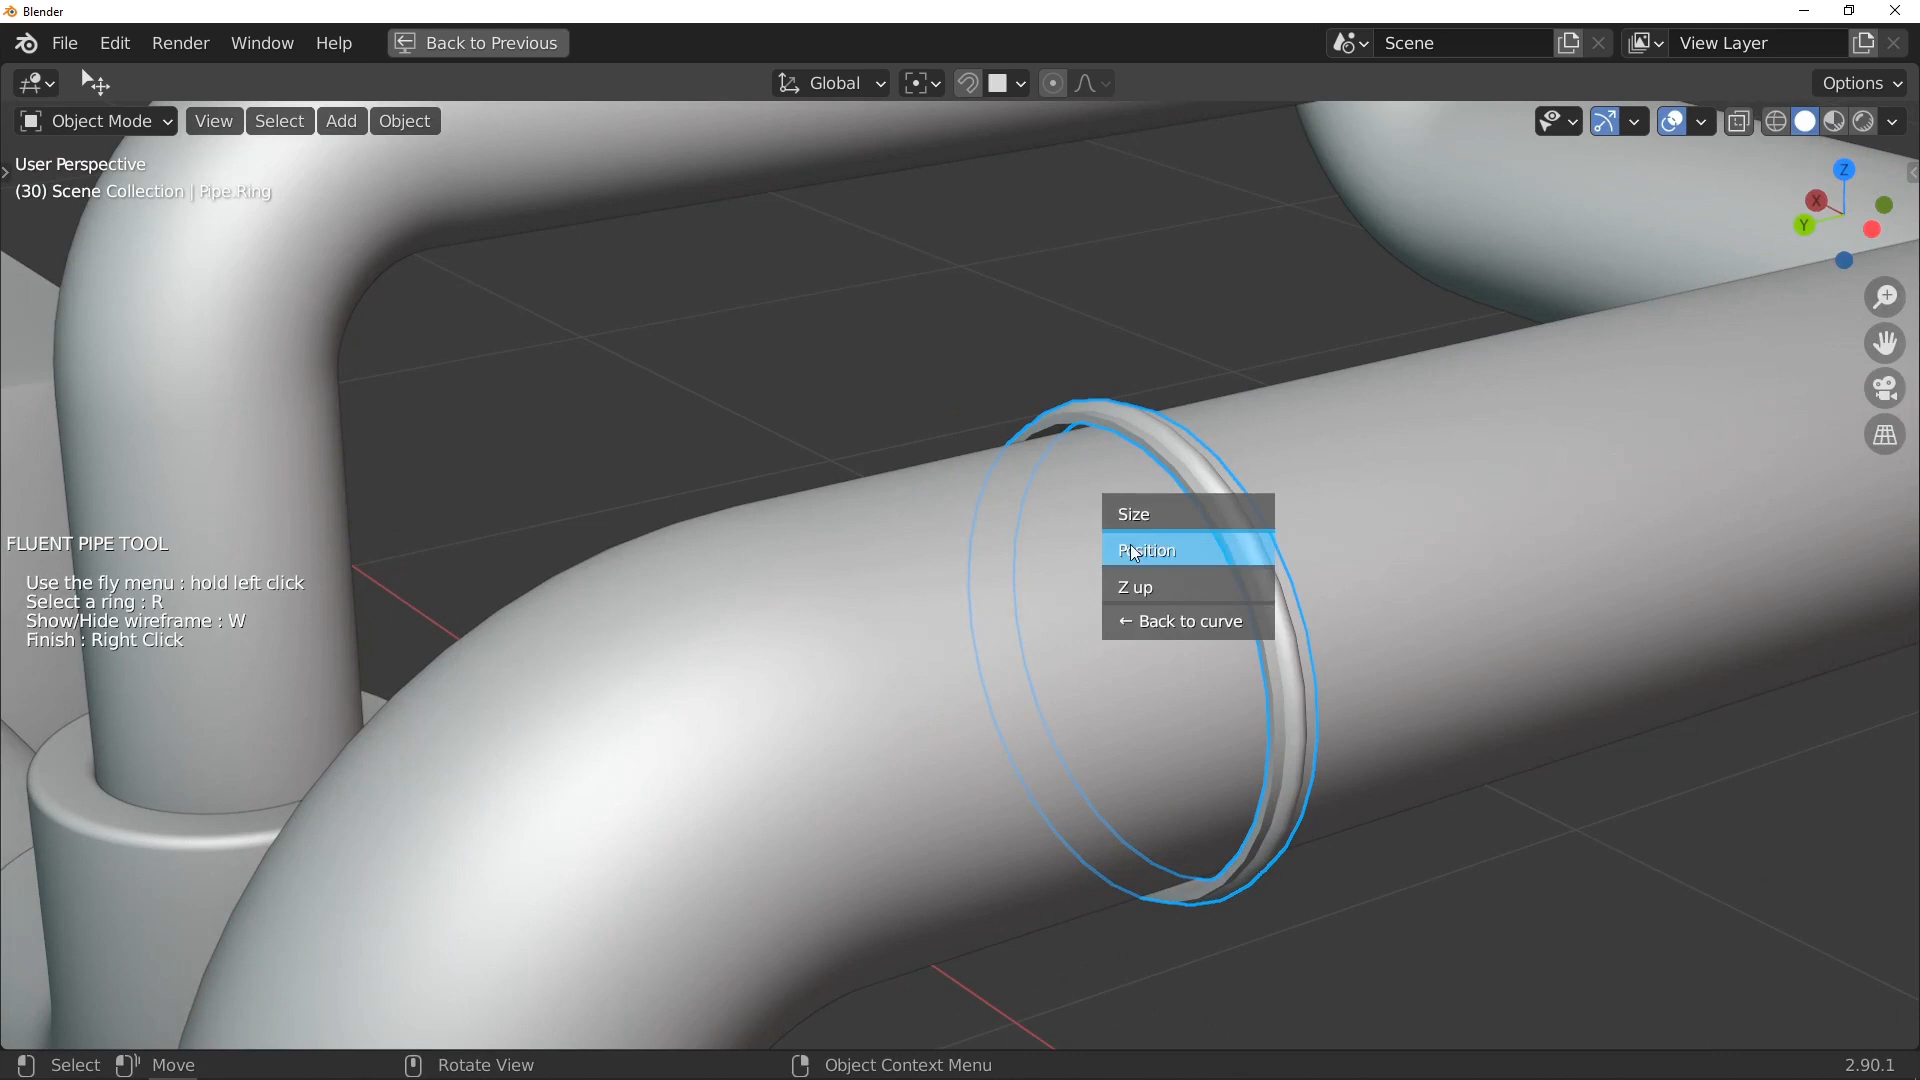 Blender
File Edit Render Window Help Back to Previous Scene View Layer
Global Options
Object Mode View Select Add Object
User Perspective
(30) Scene Collection | Pipe.Ring
Z
X
Y
Size
Position
Z up
← Back to curve
FLUENT PIPE TOOL
Use the fly menu : hold left click
Select a ring : R
Show/Hide wireframe : W
Finish : Right Click
Select Move Rotate View Object Context Menu 2.90.1